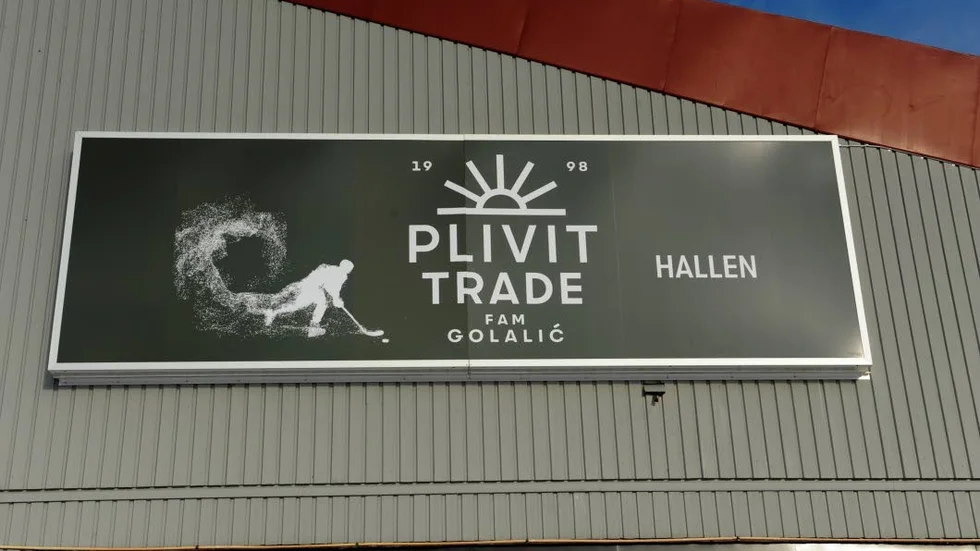 19 98
PLIVIT
TRADE
FAM
GOLALIĆ
HALLEN